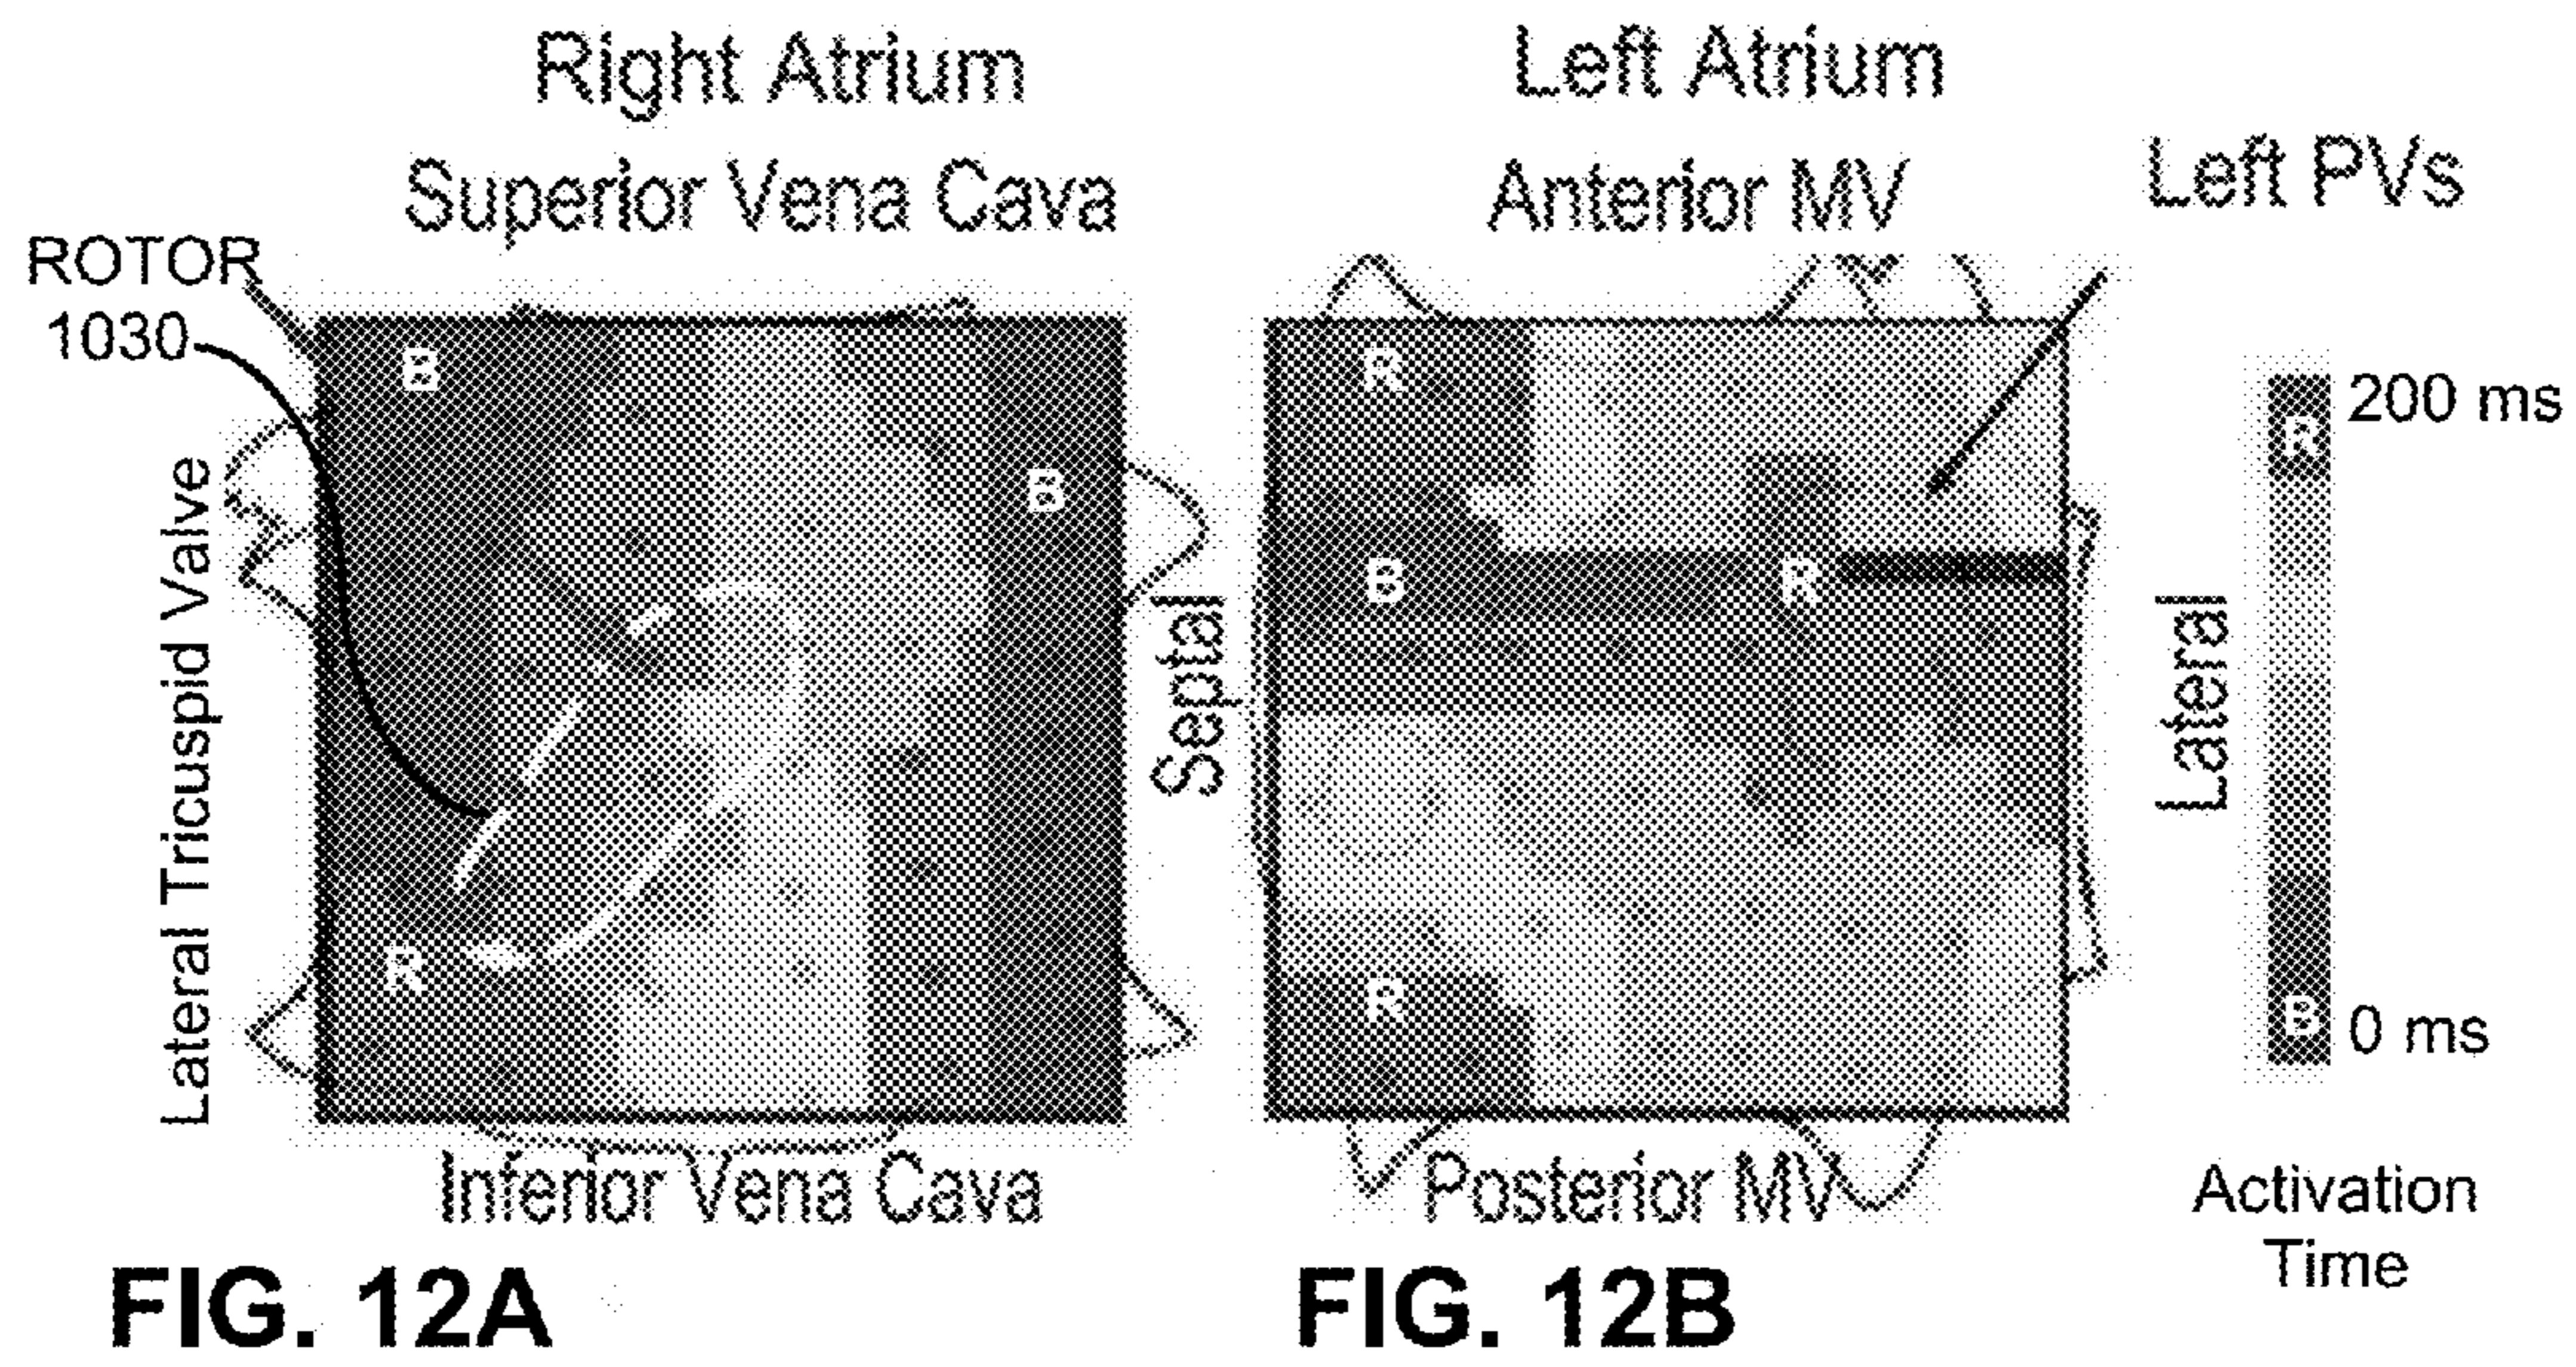 Right Atrium
Superior Vena Cava
Left Atrium
Anterior MV
Left PVs
ROTOR
1030
B
B
R
Lateral Tricuspid Valve
Septal
Inferior Vena Cava
R
B
R
R
Lateral
Posterior MV
R
200 ms
B
0 ms
Activation
Time
FIG. 12A
FIG. 12B